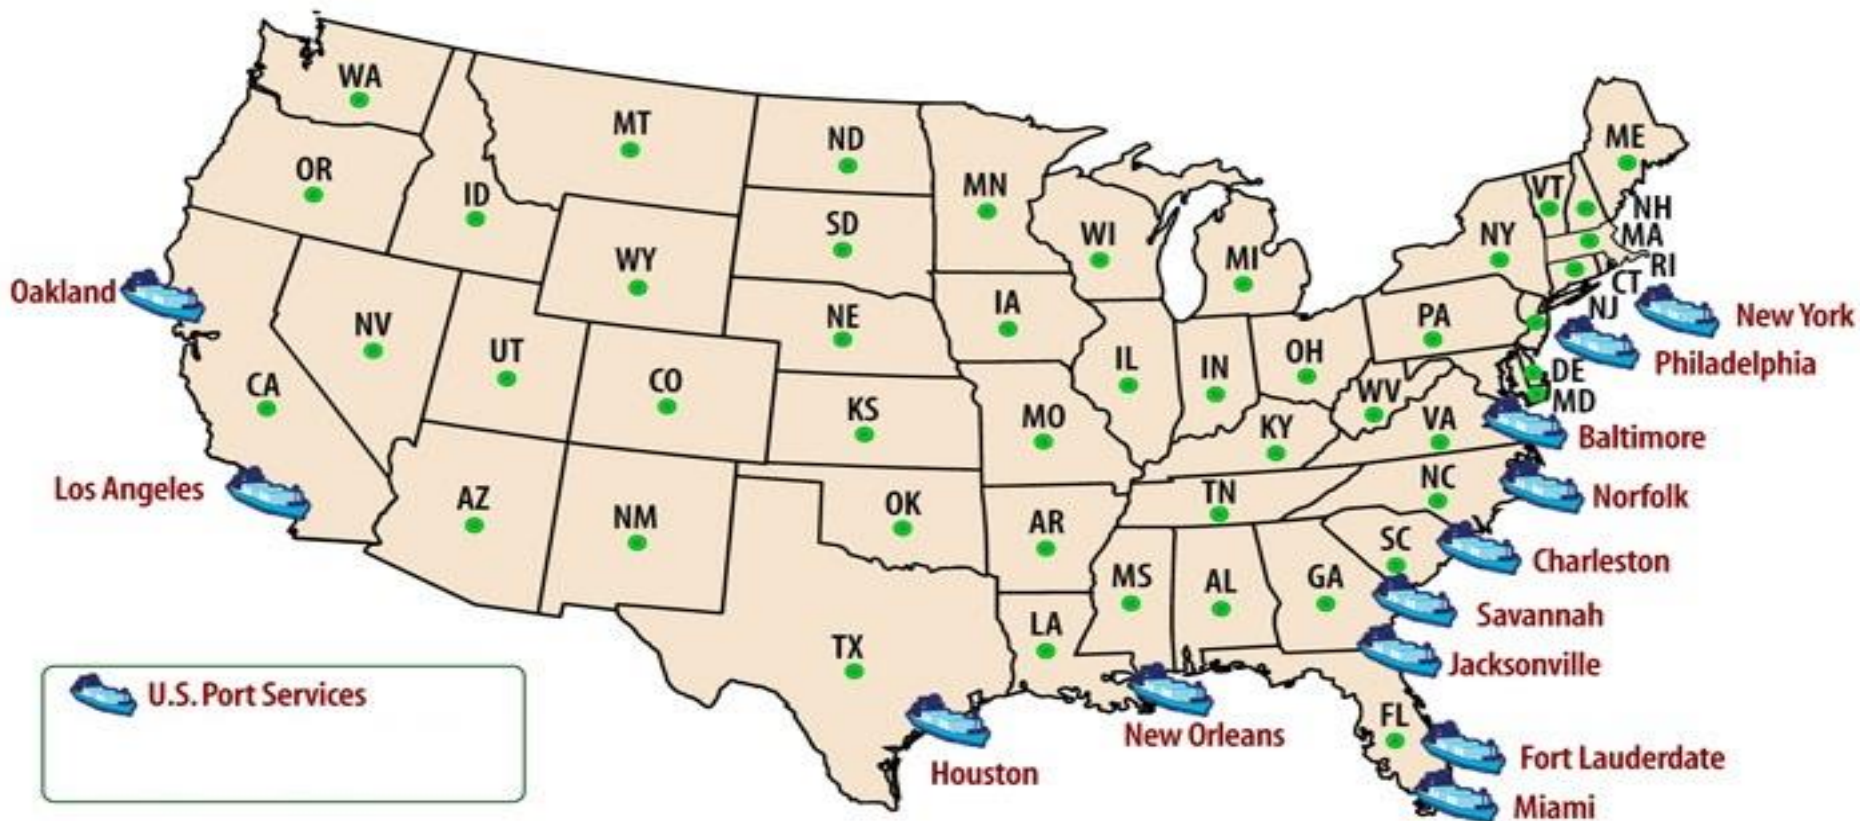 WA
MT
ND
ME
OR
ID
MN
VT
SD
WI
NY
NH
MA
WY
MI
RI
CT
Oakland
NV
NE
IA
PA
NJ
New York
UT
IL
IN
OH
Philadelphia
CA
CO
KS
MO
WV
DE
MD
KY
VA
Baltimore
Los Angeles
AZ
NM
OK
AR
TN
NC
Norfolk
SC
Charleston
MS
AL
GA
Savannah
TX
LA
Jacksonville
U.S. Port Services
FL
New Orleans
Houston
Fort Lauderdate
Miami